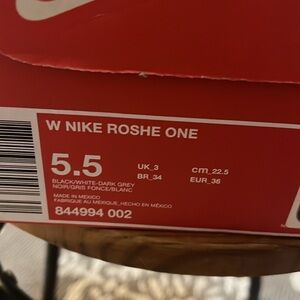 W NIKE ROSHE ONE
5.5
UK 3
BR 34
cm 22.5
EUR 36
BLACK/WHITE-DARK GREY
NOIR/GRIS FONCE/BLANC
MADE IN MEXICO
FABRIQUE AU MEXIQUE, HECHO EN MÉXICO
844994 002